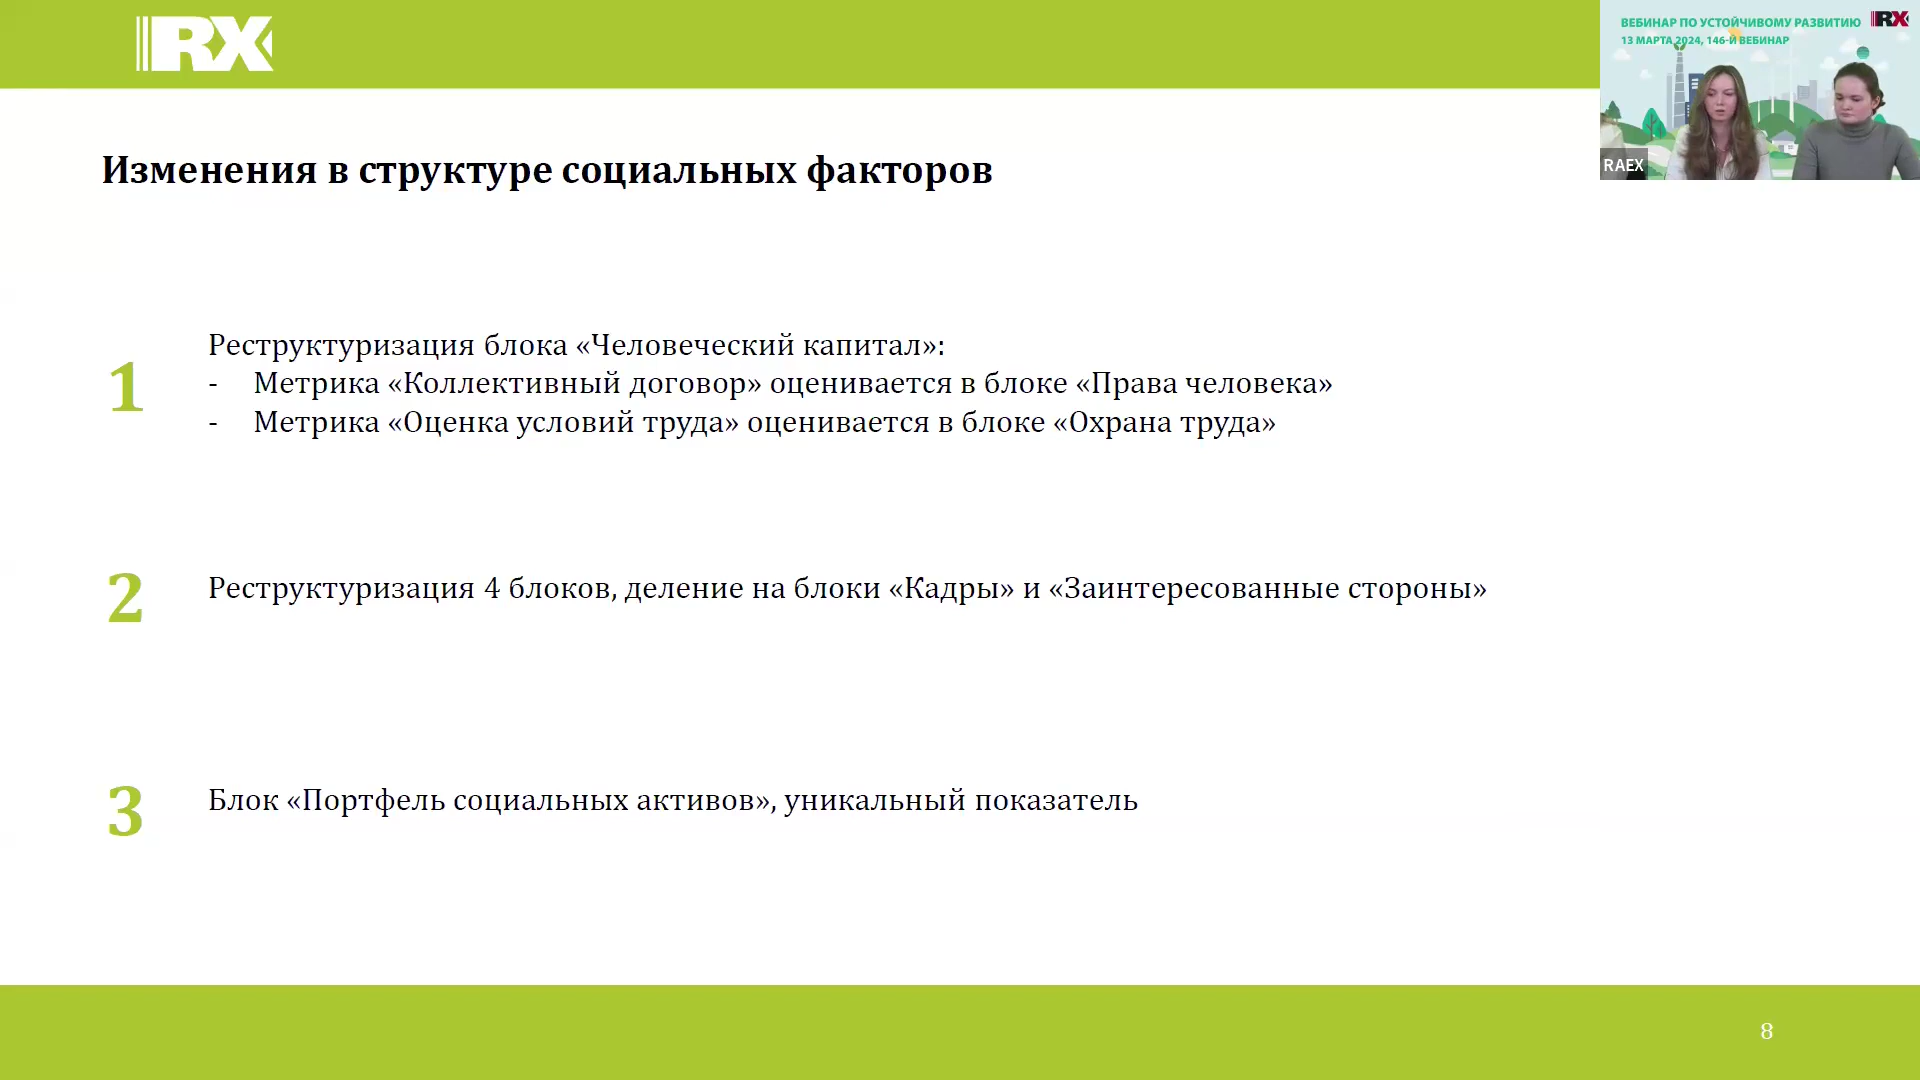 RX
ВЕБИНАР ПО УСТОЙЧИВОМУ РАЗВИТИЮ
RX
13 МАРТА 2024, 146-Й ВЕБИНАР
RAEX
Изменения в структуре социальных факторов
1
Реструктуризация блока «Человеческий капитал»:
- Метрика «Коллективный договор» оценивается в блоке «Права человека»
- Метрика «Оценка условий труда» оценивается в блоке «Охрана труда»
2
Реструктуризация 4 блоков, деление на блоки «Кадры» и «Заинтересованные стороны»
3
Блок «Портфель социальных активов», уникальный показатель
8